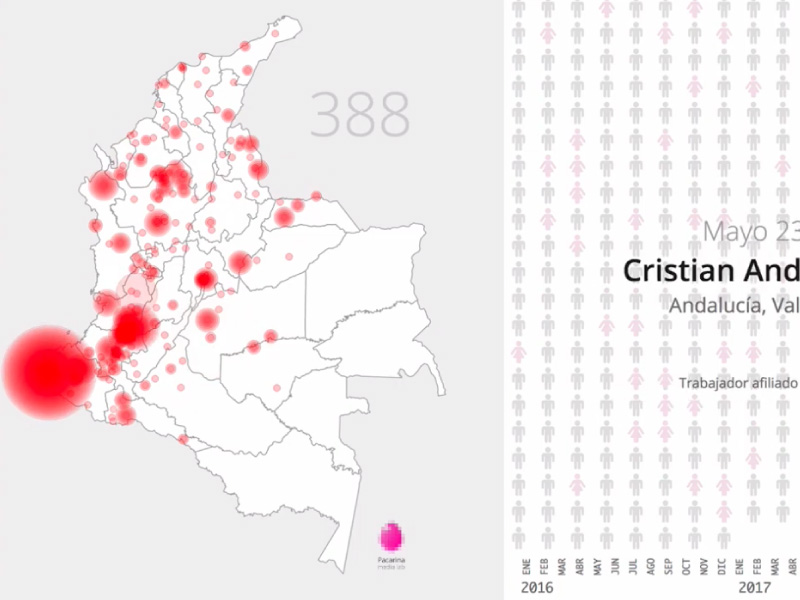 388
Mayo 23
Cristian And
Andalucía, Val
Trabajador afiliado
Pacarina
media lab
ENE FEB MAR ABR MAY JUN JUL AGO SEP OCT NOV DIC ENE FEB MAR ABR
2016 2017